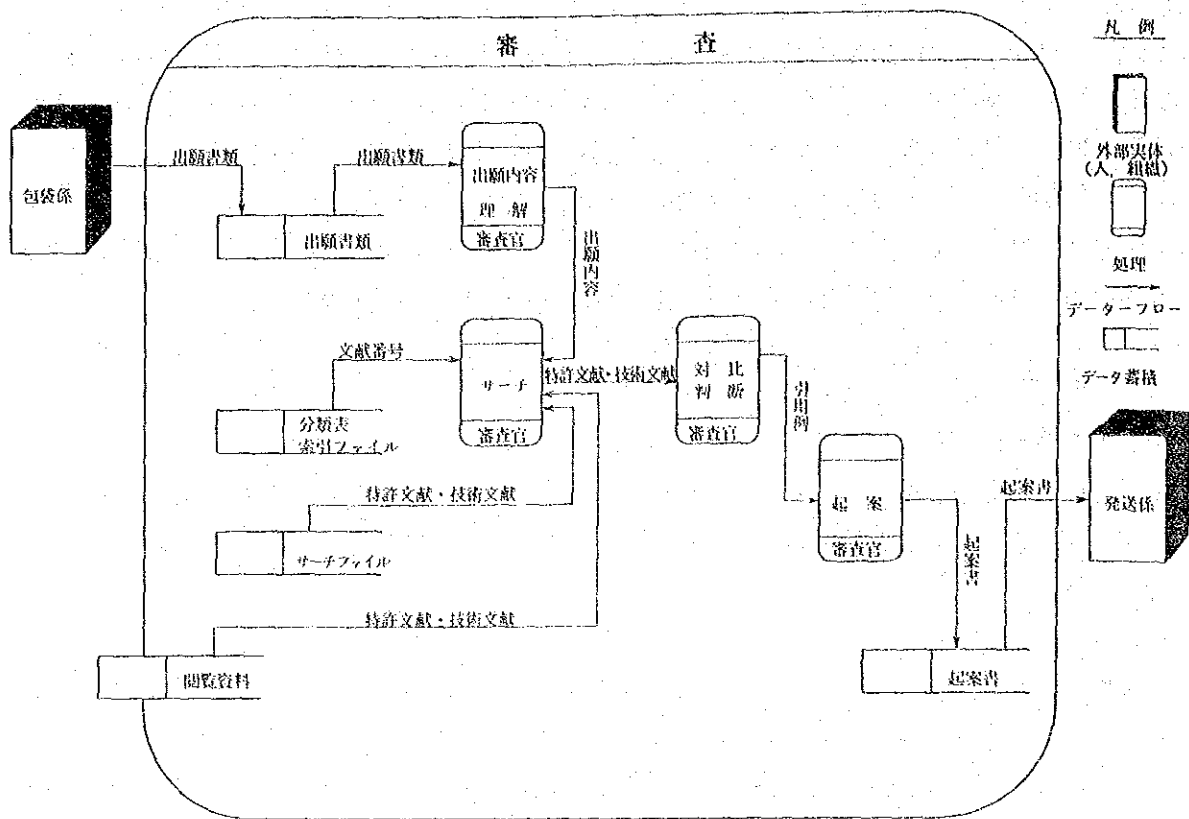 審査
凡例
外部実体
(人、組織)
処理
データーフロー
データ蓄積
包袋係
出願書類
出願書類
出願書類
出願内容
理解
審査官
出願内容
文献番号
分類表
索引ファイル
サーチ
審査官
特許文献・技術文献
対比
判断
審査官
引用例
特許文献・技術文献
サーチファイル
起案
審査官
起案書
起案書
発送係
特許文献・技術文献
閲覧資料
起案書